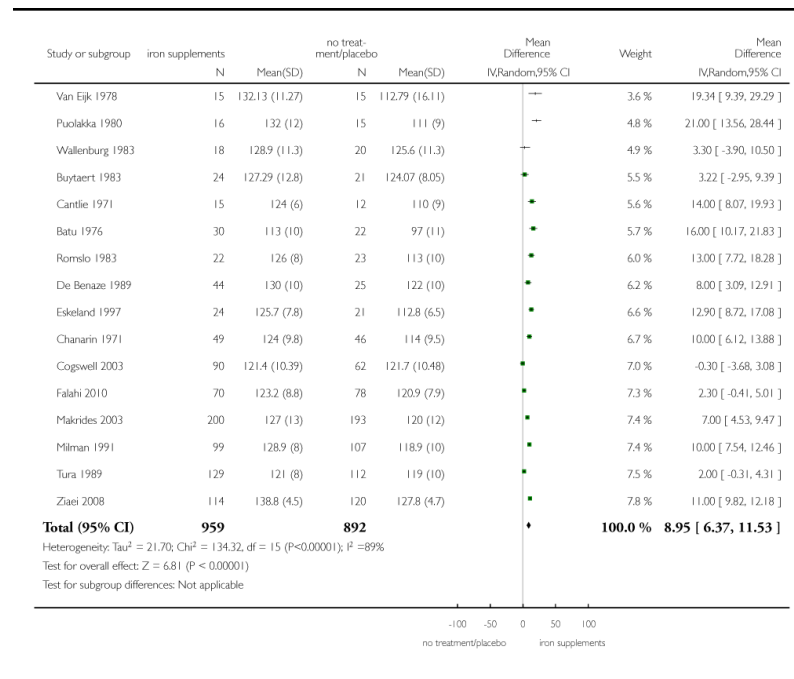 no treat-
Mean
Mean
Study or subgroup iron supplements ment/placebo Difference Weight Difference
N Mean(SD) N Mean(SD) IV,Random,95% CI IV,Random,95% CI
Van Eijk 1978 15 132.13 (11.27) 15 112.79 (16.11) 3.6 % 19.34 [ 9.39, 29.29 ]
Puolakka 1980 16 132 (12) 15 111 (9) 4.8 % 21.00 [ 13.56, 28.44 ]
Wallenburg 1983 18 128.9 (11.3) 20 125.6 (11.3) 4.9 % 3.30 [ -3.90, 10.50 ]
Buytaert 1983 24 127.29 (12.8) 21 124.07 (8.05) 5.5 % 3.22 [ -2.95, 9.39 ]
Cantlie 1971 15 124 (6) 12 110 (9) 5.6 % 14.00 [ 8.07, 19.93 ]
Batu 1976 30 113 (10) 22 97 (11) 5.7 % 16.00 [ 10.17, 21.83 ]
Romslo 1983 22 126 (8) 23 113 (10) 6.0 % 13.00 [ 7.72, 18.28 ]
De Benaze 1989 44 130 (10) 25 122 (10) 6.2 % 8.00 [ 3.09, 12.91 ]
Eskeland 1997 24 125.7 (7.8) 21 112.8 (6.5) 6.6 % 12.90 [ 8.72, 17.08 ]
Chanarin 1971 49 124 (9.8) 46 114 (9.5) 6.7 % 10.00 [ 6.12, 13.88 ]
Cogswell 2003 90 121.4 (10.39) 62 121.7 (10.48) 7.0 % -0.30 [ -3.68, 3.08 ]
Falahi 2010 70 123.2 (8.8) 78 120.9 (7.9) 7.3 % 2.30 [ -0.41, 5.01 ]
Makrides 2003 200 127 (13) 193 120 (12) 7.4 % 7.00 [ 4.53, 9.47 ]
Milman 1991 99 128.9 (8) 107 118.9 (10) 7.4 % 10.00 [ 7.54, 12.46 ]
Tura 1989 129 121 (8) 112 119 (10) 7.5 % 2.00 [ -0.31, 4.31 ]
Ziaei 2008 114 138.8 (4.5) 120 127.8 (4.7) 7.8 % 11.00 [ 9.82, 12.18 ]
Total (95% CI) 959 892 100.0 % 8.95 [ 6.37, 11.53 ]
Heterogeneity: Tau² = 21.70; Chi² = 134.32, df = 15 (P<0.00001); I² =89%
Test for overall effect: Z = 6.81 (P < 0.00001)
Test for subgroup differences: Not applicable
-100 -50 0 50 100
no treatment/placebo iron supplements